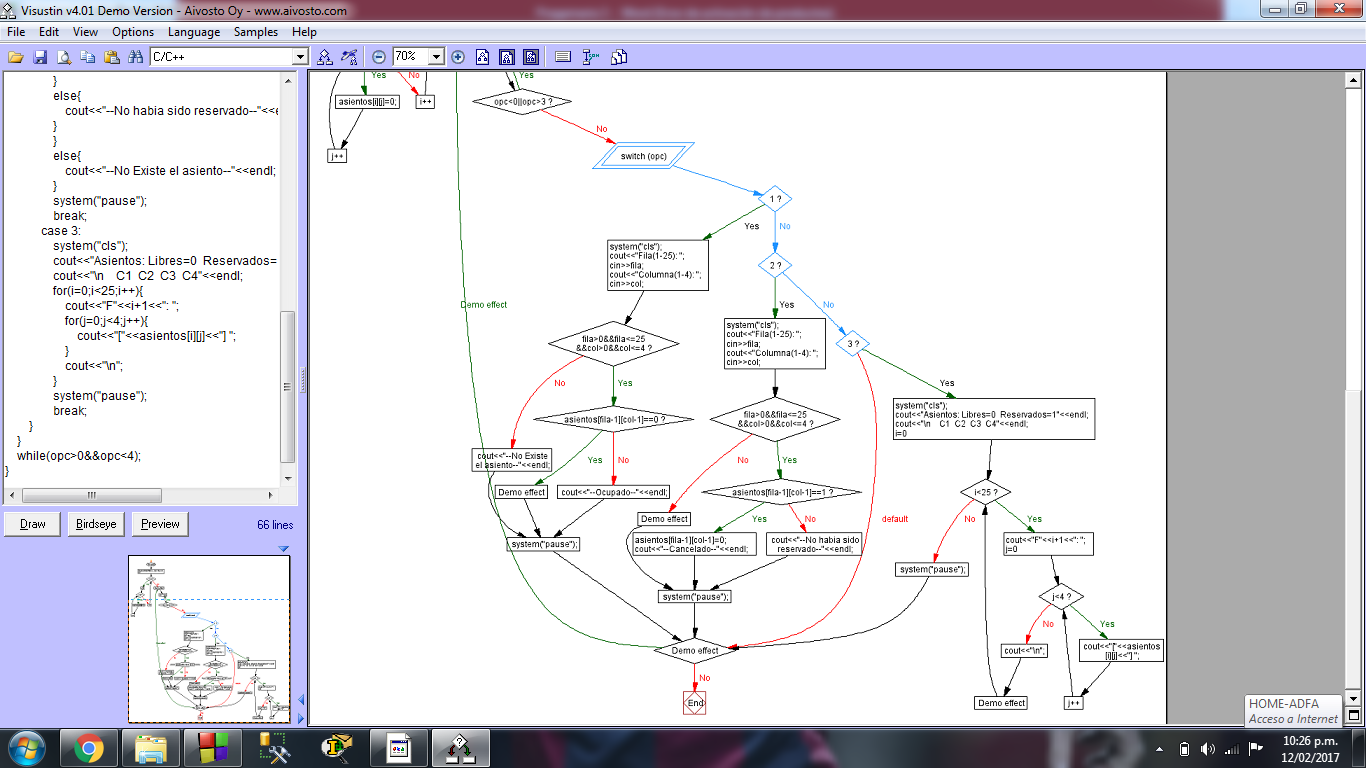 Visustin v4.01 Demo Version - Aivosto Oy - www.aivosto.com
File Edit View Options Language Samples Help
C/C++
70%
}
else{
cout<<"--No habia sido reservado--"<<e
}
}
else{
cout<<"--No Existe el asiento--"<<endl;
}
system("pause");
break;
case 3:
system("cls");
cout<<"Asientos: Libres=0  Reservados=
cout<<"\n    C1  C2  C3  C4"<<endl;
for(i=0;i<25;i++){
cout<<"F"<<i+1<<": ";
for(j=0;j<4;j++){
cout<<"["<<asientos[i][j]<<"] ";
}
cout<<"\n";
}
system("pause");
break;
}
}
while(opc>0&&opc<4);
}
Draw Birdseye Preview 66 lines
Yes
No
Yes
asientos[i][j]=0;
i++
opc<0||opc>3 ?
j++
No
switch (opc)
1 ?
Yes
No
system("cls");
cout<<"Fila(1-25): ";
cin>>fila;
cout<<"Columna(1-4): ";
cin>>col;
2 ?
Demo effect
Yes
No
system("cls");
cout<<"Fila(1-25): ";
cin>>fila;
cout<<"Columna(1-4): ";
cin>>col;
fila>0&&fila<=25
&&col>0&&col<=4 ?
3 ?
No
Yes
Yes
system("cls");
cout<<"Asientos: Libres=0  Reservados=1"<<endl;
cout<<"\n    C1  C2  C3  C4"<<endl;
i=0
asientos[fila-1][col-1]==0 ?
fila>0&&fila<=25
&&col>0&&col<=4 ?
cout<<"--No Existe
el asiento--"<<endl;
Yes
No
No
Yes
Demo effect
cout<<"--Ocupado--"<<endl;
asientos[fila-1][col-1]==1 ?
i<25 ?
Demo effect
Yes
No
default
No
Yes
system("pause");
asientos[fila-1][col-1]=0;
cout<<"--Cancelado--"<<endl;
cout<<"--No habia sido
reservado--"<<endl;
cout<<"F"<<i+1<<": ";
j=0
system("pause");
system("pause");
j<4 ?
No
Yes
Demo effect
cout<<"\n";
cout<<"["<<asientos
[i][j]<<"] ";
No
End
Demo effect
j++
HOME-ADFA
Acceso a Internet
10:26 p.m.
12/02/2017